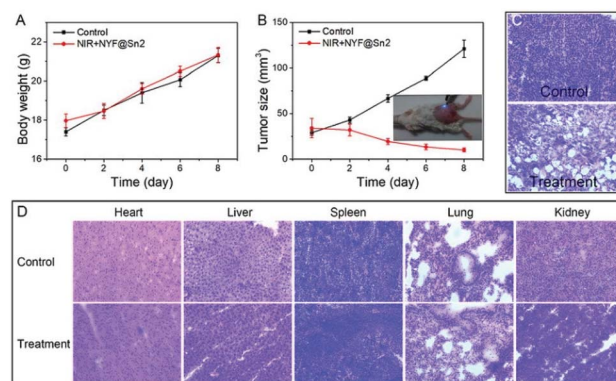 A
Control
NIR+NYF@Sn2
Body weight (g)
22
20
18
16
0
2
4
6
8
Time (day)
B
Control
NIR+NYF@Sn2
Tumor size (mm³)
150
100
50
0
0
2
4
6
8
Time (day)
C
Control
Treatment
D
Heart
Liver
Spleen
Lung
Kidney
Control
Treatment